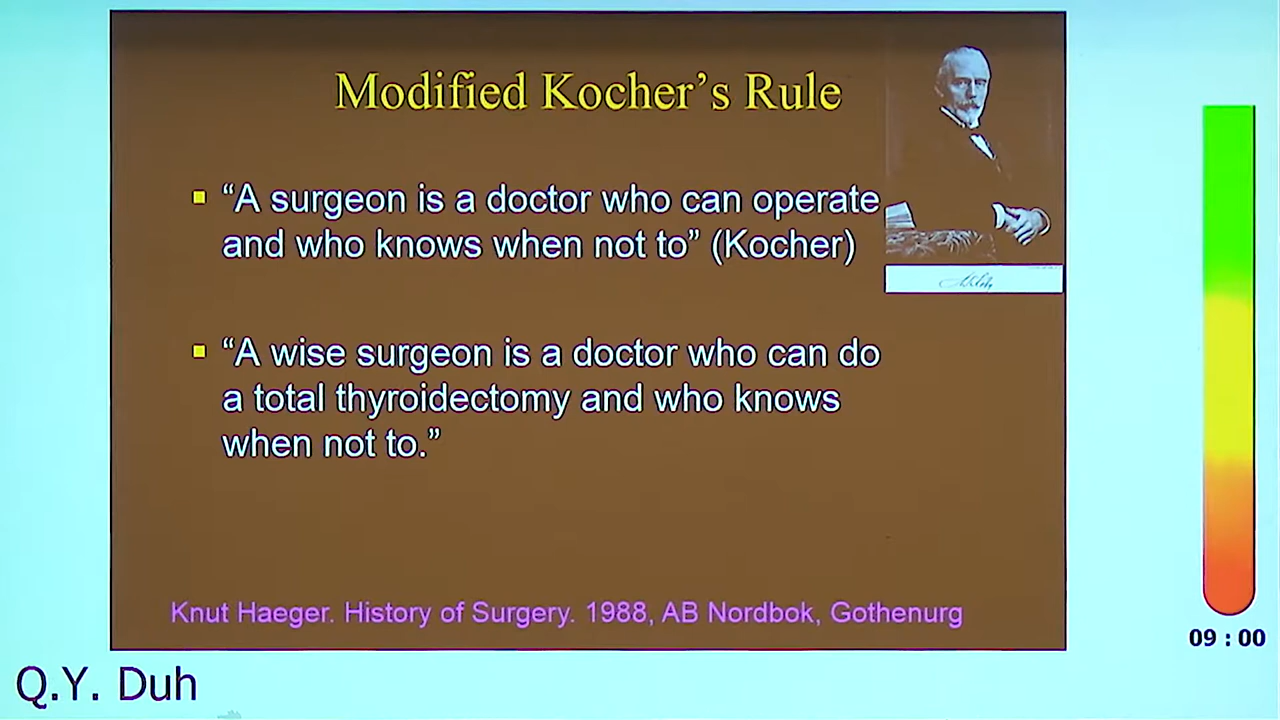 Modified Kocher’s Rule
“A surgeon is a doctor who can operate
and who knows when not to” (Kocher)
“A wise surgeon is a doctor who can do
a total thyroidectomy and who knows
when not to.”
Knut Haeger. History of Surgery. 1988, AB Nordbok, Gothenurg
09 : 00
Q.Y. Duh